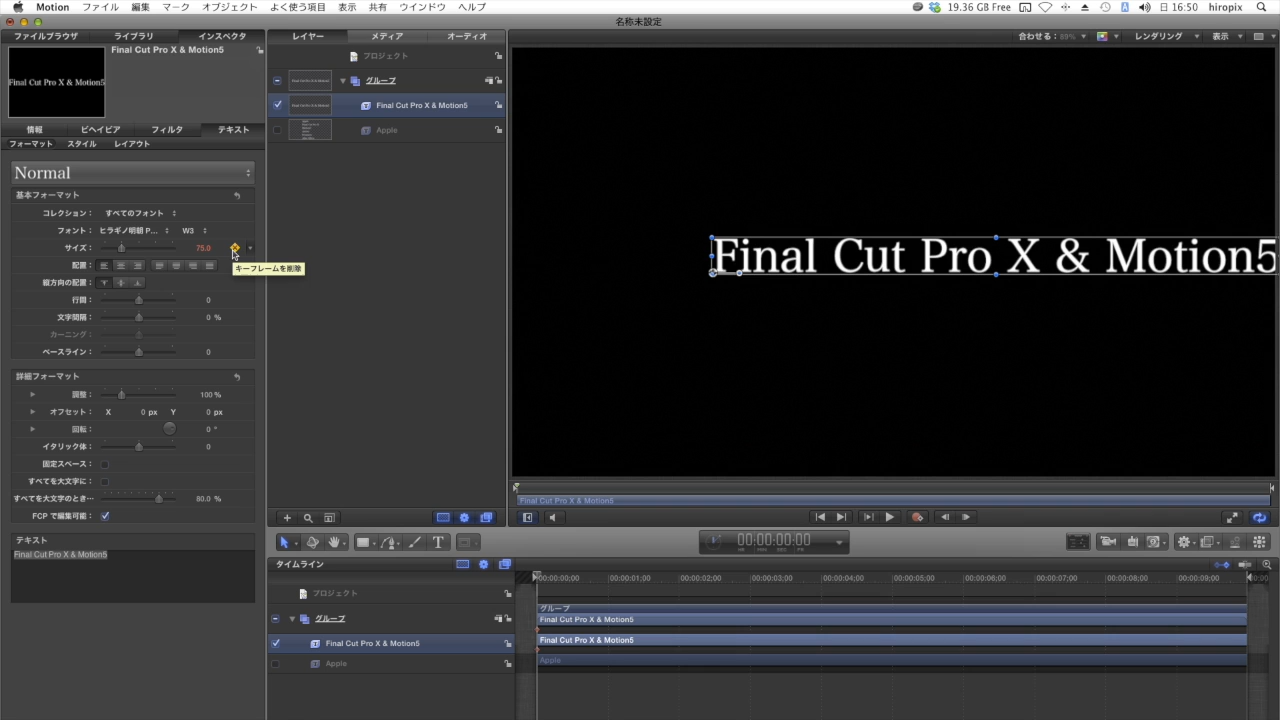 Motion ファイル 編集 マーク オブジェクト よく使う項目 表示 共有 ウインドウ ヘルプ 19.36 GB Free 日 16:50 hiropix
名称未設定
ファイルブラウザ ライブラリ インスペクタ
Final Cut Pro X & Motion5
Final Cut Pro X & Motion5
情報 ビヘイビア フィルタ テキスト
フォーマット スタイル レイアウト
Normal
基本フォーマット
コレクション： すべてのフォント
フォント： ヒラギノ明朝 P... W3
サイズ： 75.0
キーフレームを削除
配置：
縦方向の配置：
行間： 0
文字間隔： 0 %
カーニング：
ベースライン： 0
詳細フォーマット
調整： 100 %
オフセット： X 0 px Y 0 px
回転： 0 °
イタリック体： 0
固定スペース：
すべてを大文字に：
すべてを大文字のとき… 80.0 %
FCP で編集可能：
テキスト
Final Cut Pro X & Motion5
レイヤー メディア オーディオ
プロジェクト
グループ
Final Cut Pro X & Motion5
Apple
合わせる： 89% レンダリング 表示
Final Cut Pro X & Motion5
Final Cut Pro X & Motion5
00:00:00:00
タイムライン
00:00:00;00 00:00:01;00 00:00:02;00 00:00:03;00 00:00:04;00 00:00:05;00 00:00:06;00 00:00:07;00 00:00:08;00 00:00:09;00
プロジェクト
グループ
Final Cut Pro X & Motion5
Apple
グループ
Final Cut Pro X & Motion5
Final Cut Pro X & Motion5
Apple